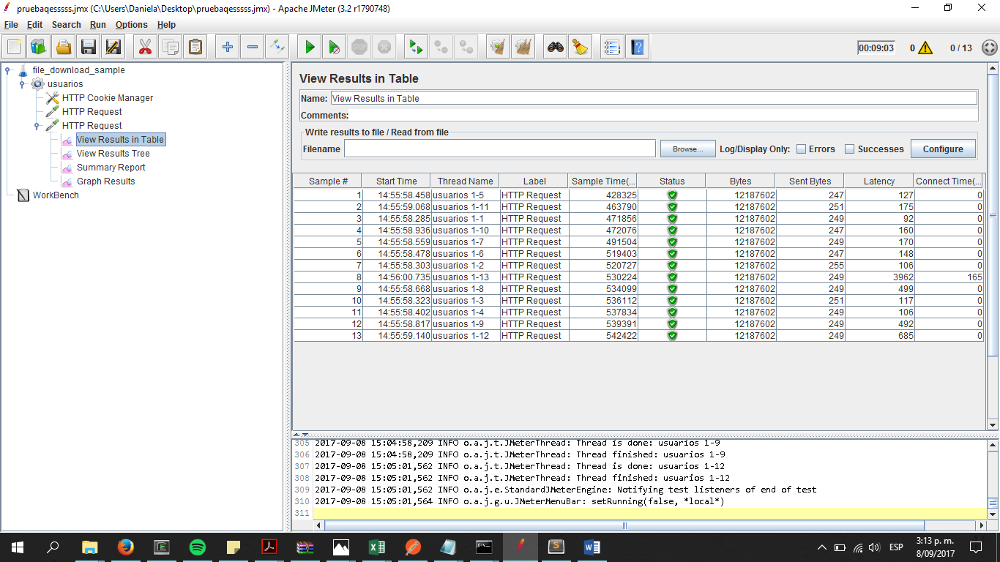 pruebaqesssss.jmx (C:\Users\Daniela\Desktop\pruebaqesssss.jmx) - Apache JMeter (3.2 r1790748)
File Edit Search Run Options Help
00:09:03 0 0 / 13
file_download_sample
usuarios
HTTP Cookie Manager
HTTP Request
HTTP Request
View Results in Table
View Results Tree
Summary Report
Graph Results
WorkBench
View Results in Table
Name: View Results in Table
Comments:
Write results to file / Read from file
Filename Browse... Log/Display Only: Errors Successes Configure
Sample # Start Time Thread Name Label Sample Time(... Status Bytes Sent Bytes Latency Connect Time(...
1 14:55:58.458 usuarios 1-5 HTTP Request 428325 12187602 247 127 0
2 14:55:59.068 usuarios 1-11 HTTP Request 463790 12187602 251 175 0
3 14:55:58.285 usuarios 1-1 HTTP Request 471856 12187602 249 92 0
4 14:55:58.936 usuarios 1-10 HTTP Request 472076 12187602 247 160 0
5 14:55:58.559 usuarios 1-7 HTTP Request 491504 12187602 249 170 0
6 14:55:58.478 usuarios 1-6 HTTP Request 519403 12187602 247 148 0
7 14:55:58.303 usuarios 1-2 HTTP Request 520727 12187602 255 106 0
8 14:56:00.735 usuarios 1-13 HTTP Request 530224 12187602 249 3962 165
9 14:55:58.668 usuarios 1-8 HTTP Request 534099 12187602 249 499 0
10 14:55:58.323 usuarios 1-3 HTTP Request 536112 12187602 251 117 0
11 14:55:58.402 usuarios 1-4 HTTP Request 537834 12187602 249 106 0
12 14:55:58.817 usuarios 1-9 HTTP Request 539391 12187602 249 492 0
13 14:55:59.140 usuarios 1-12 HTTP Request 542422 12187602 249 685 0
305 2017-09-08 15:04:58,209 INFO o.a.j.t.JMeterThread: Thread is done: usuarios 1-9
306 2017-09-08 15:04:58,209 INFO o.a.j.t.JMeterThread: Thread finished: usuarios 1-9
307 2017-09-08 15:05:01,562 INFO o.a.j.t.JMeterThread: Thread is done: usuarios 1-12
308 2017-09-08 15:05:01,562 INFO o.a.j.t.JMeterThread: Thread finished: usuarios 1-12
309 2017-09-08 15:05:01,562 INFO o.a.j.e.StandardJMeterEngine: Notifying test listeners of end of test
310 2017-09-08 15:05:01,564 INFO o.a.j.g.u.JMeterMenuBar: setRunning(false, *local*)
311
ESP
3:13 p. m.
8/09/2017